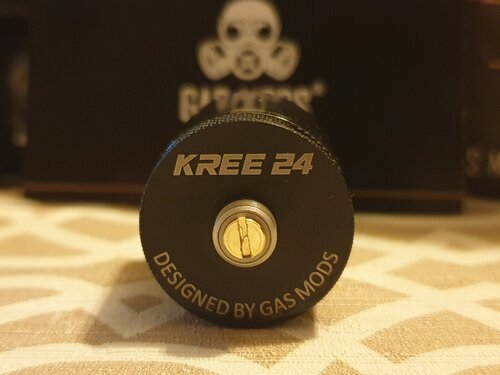 KREE 24
DESIGNED BY GAS MODS